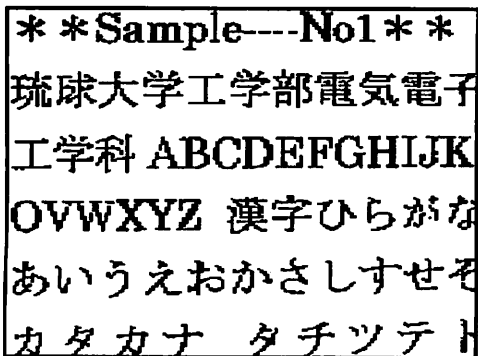 ＊＊Sample----No1＊＊
琉球大学工学部電気電子
工学科 ABCDEFGHIJK
OVWXYZ 漢字ひらがな
あいうえおかさしすせそ
カタカナ タチツテト